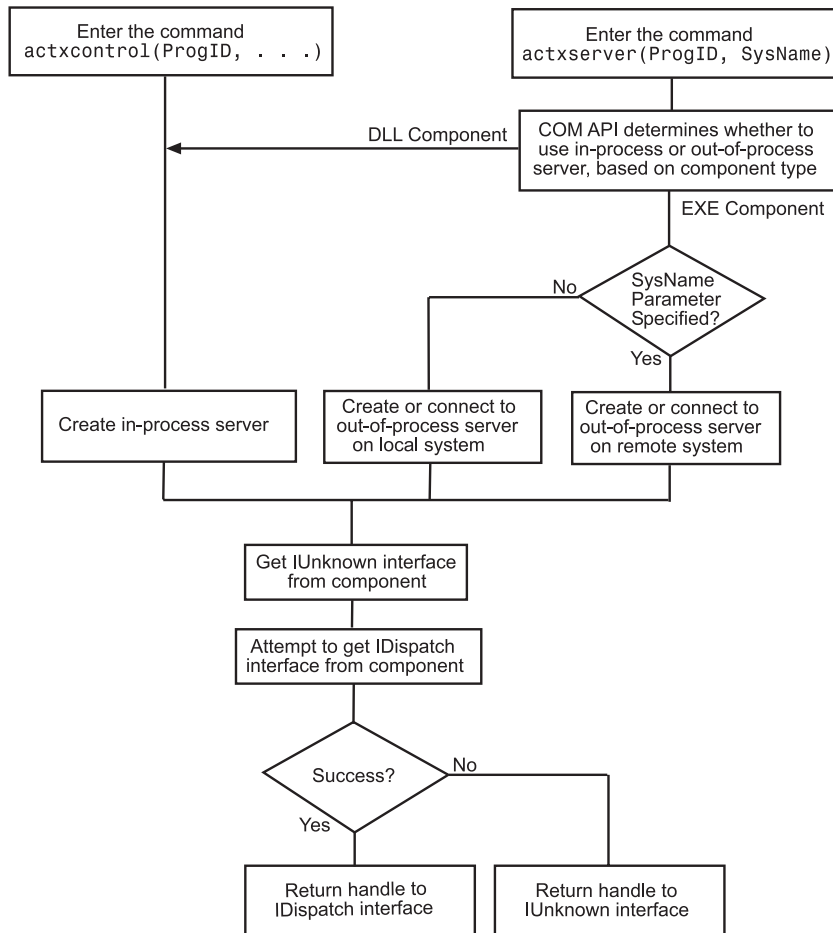 Enter the command
actxcontrol(ProgID, . . .)
Enter the command
actxserver(ProgID, SysName)
DLL Component
COM API determines whether to
use in-process or out-of-process
server, based on component type
EXE Component
No
SysName
Parameter
Specified?
Yes
Create in-process server
Create or connect to
out-of-process server
on local system
Create or connect to
out-of-process server
on remote system
Get IUnknown interface
from component
Attempt to get IDispatch
interface from component
Success?
No
Yes
Return handle to
IDispatch interface
Return handle to
IUnknown interface